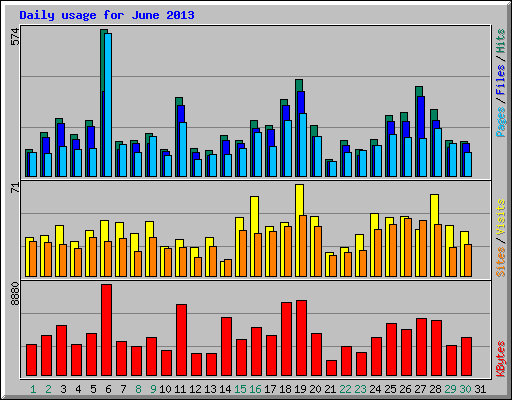 Daily usage for June 2013
574
Pages / Files / Hits
71
Sites / Visits
8880
KBytes
1 2 3 4 5 6 7 8 9 10 11 12 13 14 15 16 17 18 19 20 21 22 23 24 25 26 27 28 29 30 31